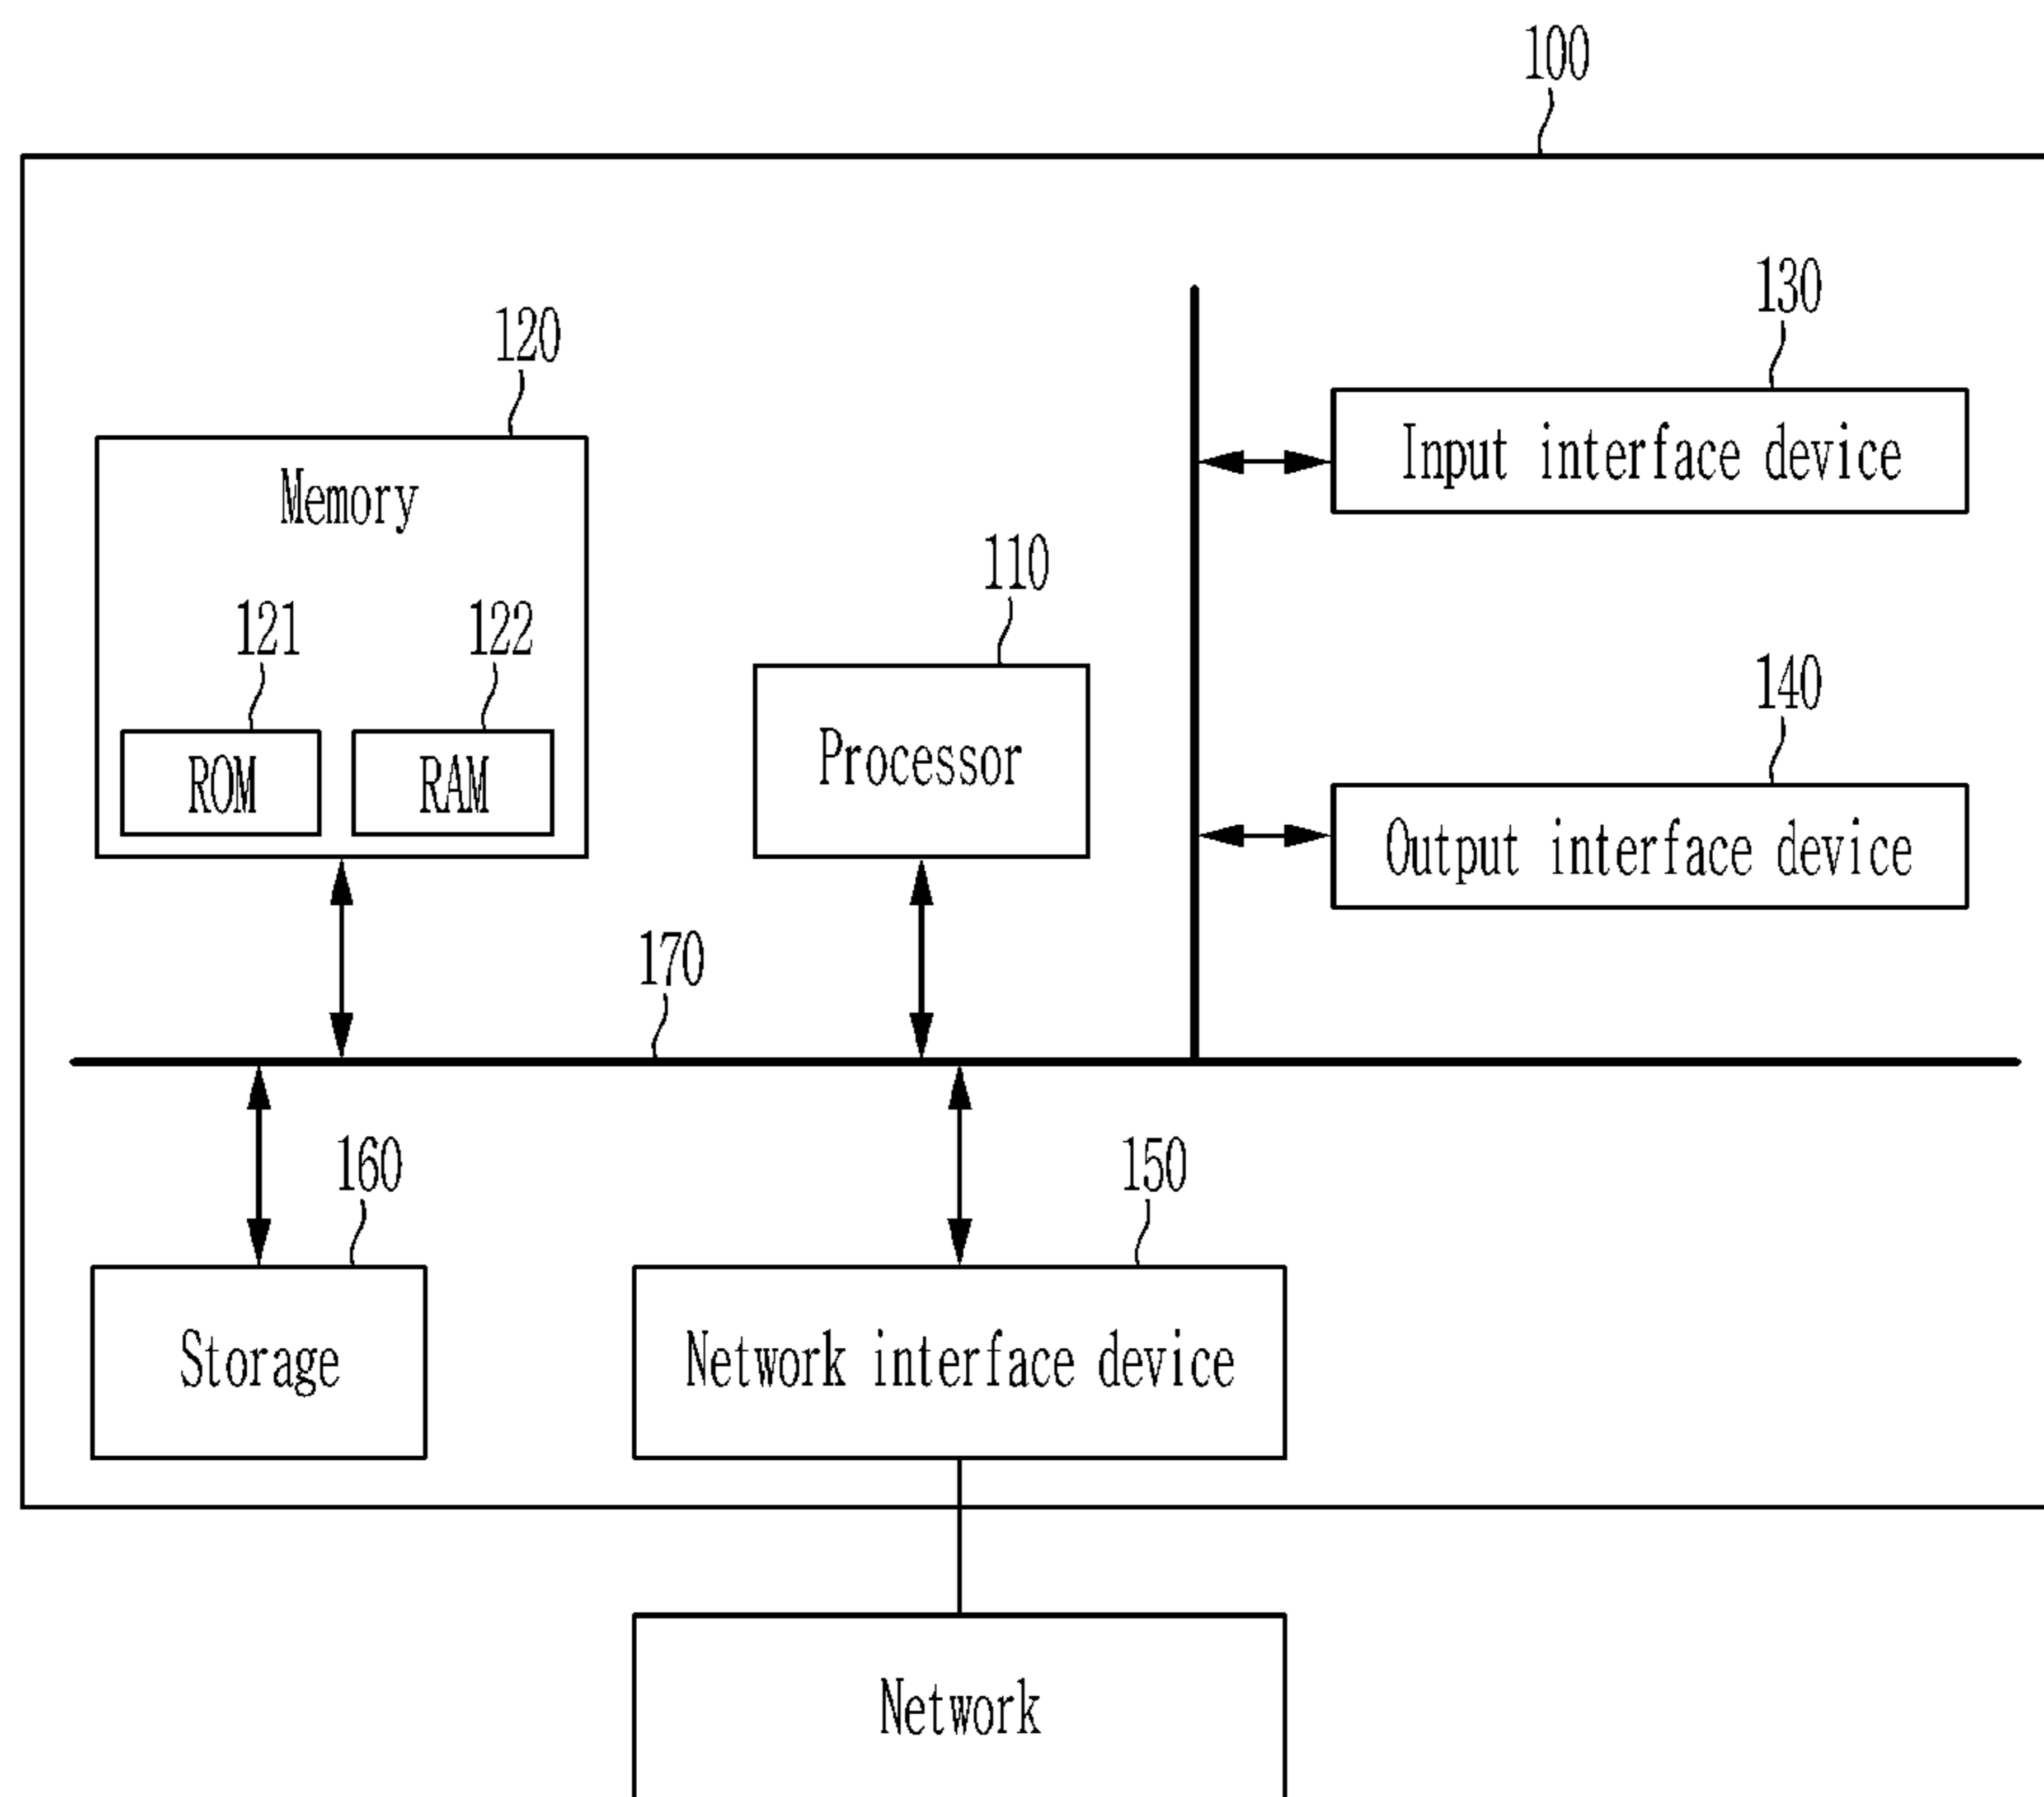 100
130
120
Input interface device
Memory
110
121 122
140
Processor
ROM RAM
Output interface device
170
160 150
Storage Network interface device
Network